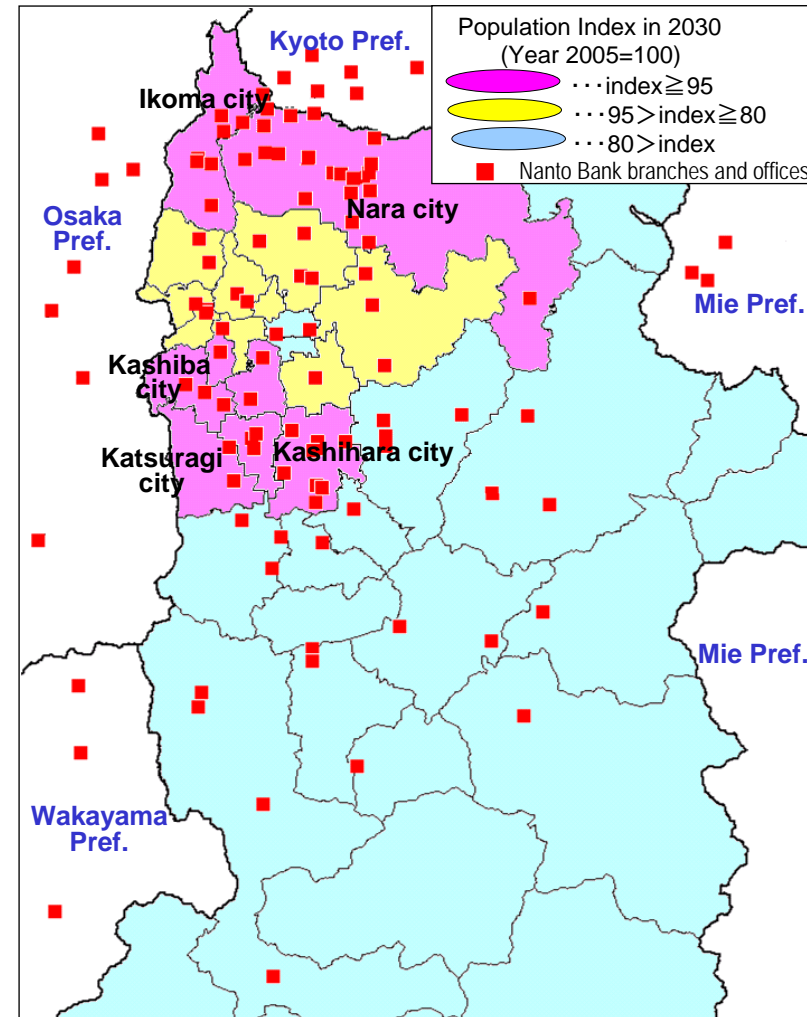 Population Index in 2030
(Year 2005=100)
···index≧95
···95>index≧80
···80>index
Nanto Bank branches and offices
Kyoto Pref.
Ikoma city
Nara city
Osaka
Pref.
Mie Pref.
Kashiba
city
Katsuragi
city
Kashihara city
Mie Pref.
Wakayama
Pref.